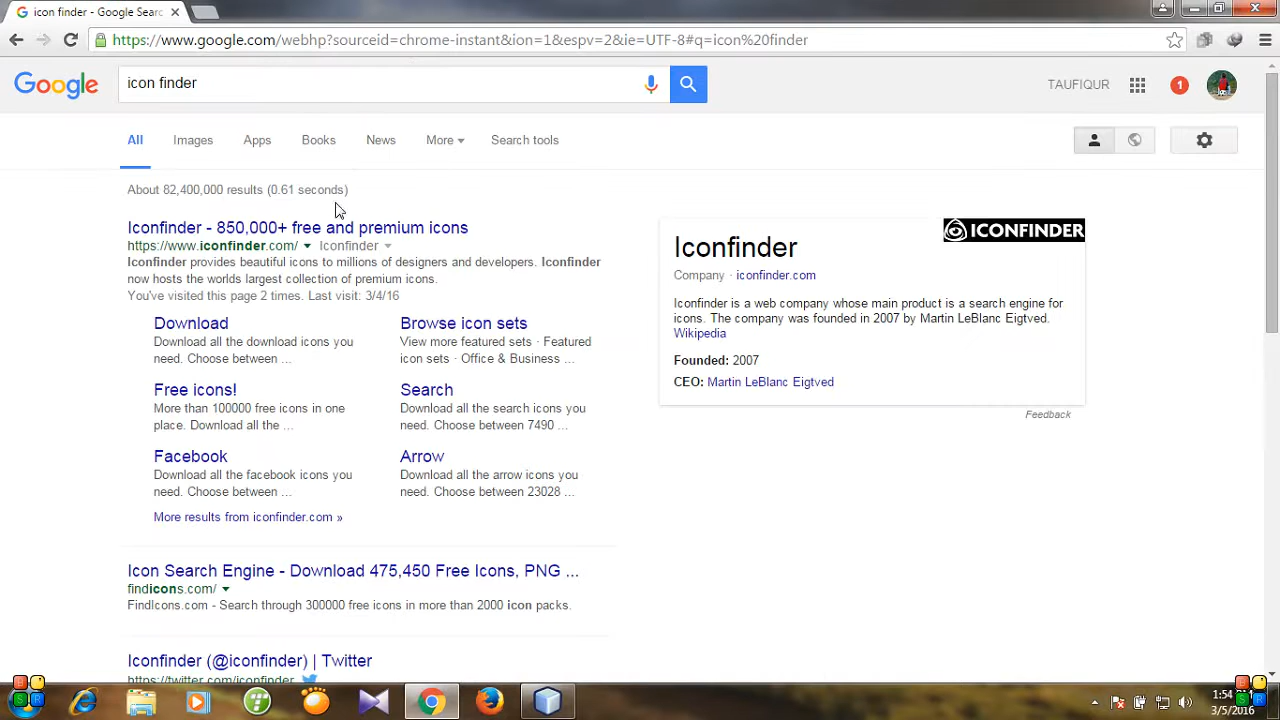 icon finder - Google Searc
https://www.google.com/webhp?sourceid=chrome-instant&ion=1&espv=2&ie=UTF-8#q=icon%20finder
Google
icon finder
TAUFIQUR
1
All
Images
Apps
Books
News
More
Search tools
About 82,400,000 results (0.61 seconds)
Iconfinder - 850,000+ free and premium icons
https://www.iconfinder.com/ Iconfinder
Iconfinder provides beautiful icons to millions of designers and developers. Iconfinder
now hosts the worlds largest collection of premium icons.
You've visited this page 2 times. Last visit: 3/4/16
Download
Download all the download icons you
need. Choose between ...
Browse icon sets
View more featured sets · Featured
icon sets · Office & Business ...
Free icons!
More than 100000 free icons in one
place. Download all the ...
Search
Download all the search icons you
need. Choose between 7490 ...
Facebook
Download all the facebook icons you
need. Choose between ...
Arrow
Download all the arrow icons you
need. Choose between 23028 ...
More results from iconfinder.com »
Icon Search Engine - Download 475,450 Free Icons, PNG ...
findicons.com/
FindIcons.com - Search through 300000 free icons in more than 2000 icon packs.
Iconfinder (@iconfinder) | Twitter
https://twitter.com/iconfinder
ICONFINDER
Iconfinder
Company · iconfinder.com
Iconfinder is a web company whose main product is a search engine for
icons. The company was founded in 2007 by Martin LeBlanc Eigtved.
Wikipedia
Founded: 2007
CEO: Martin LeBlanc Eigtved
Feedback
1:54
3/5/2016